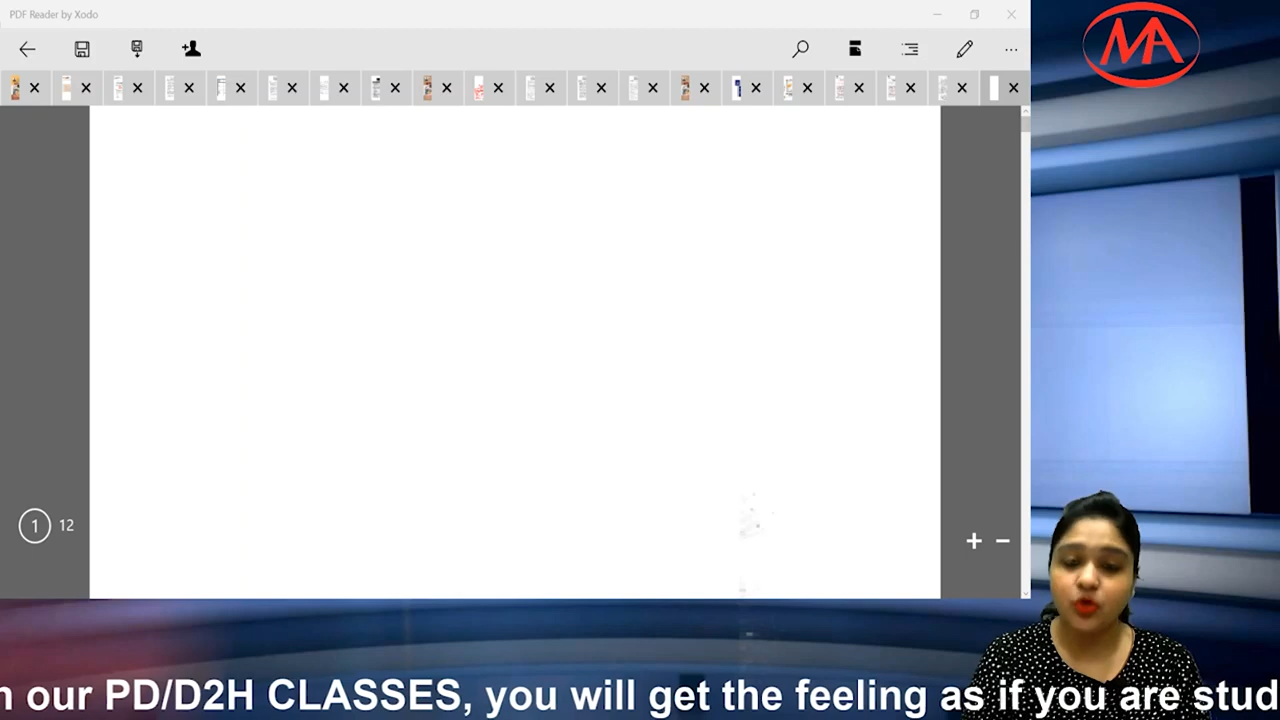 PDF Reader by Xodo
MA
1 12
n our PD/D2H CLASSES, you will get the feeling as if you are stud